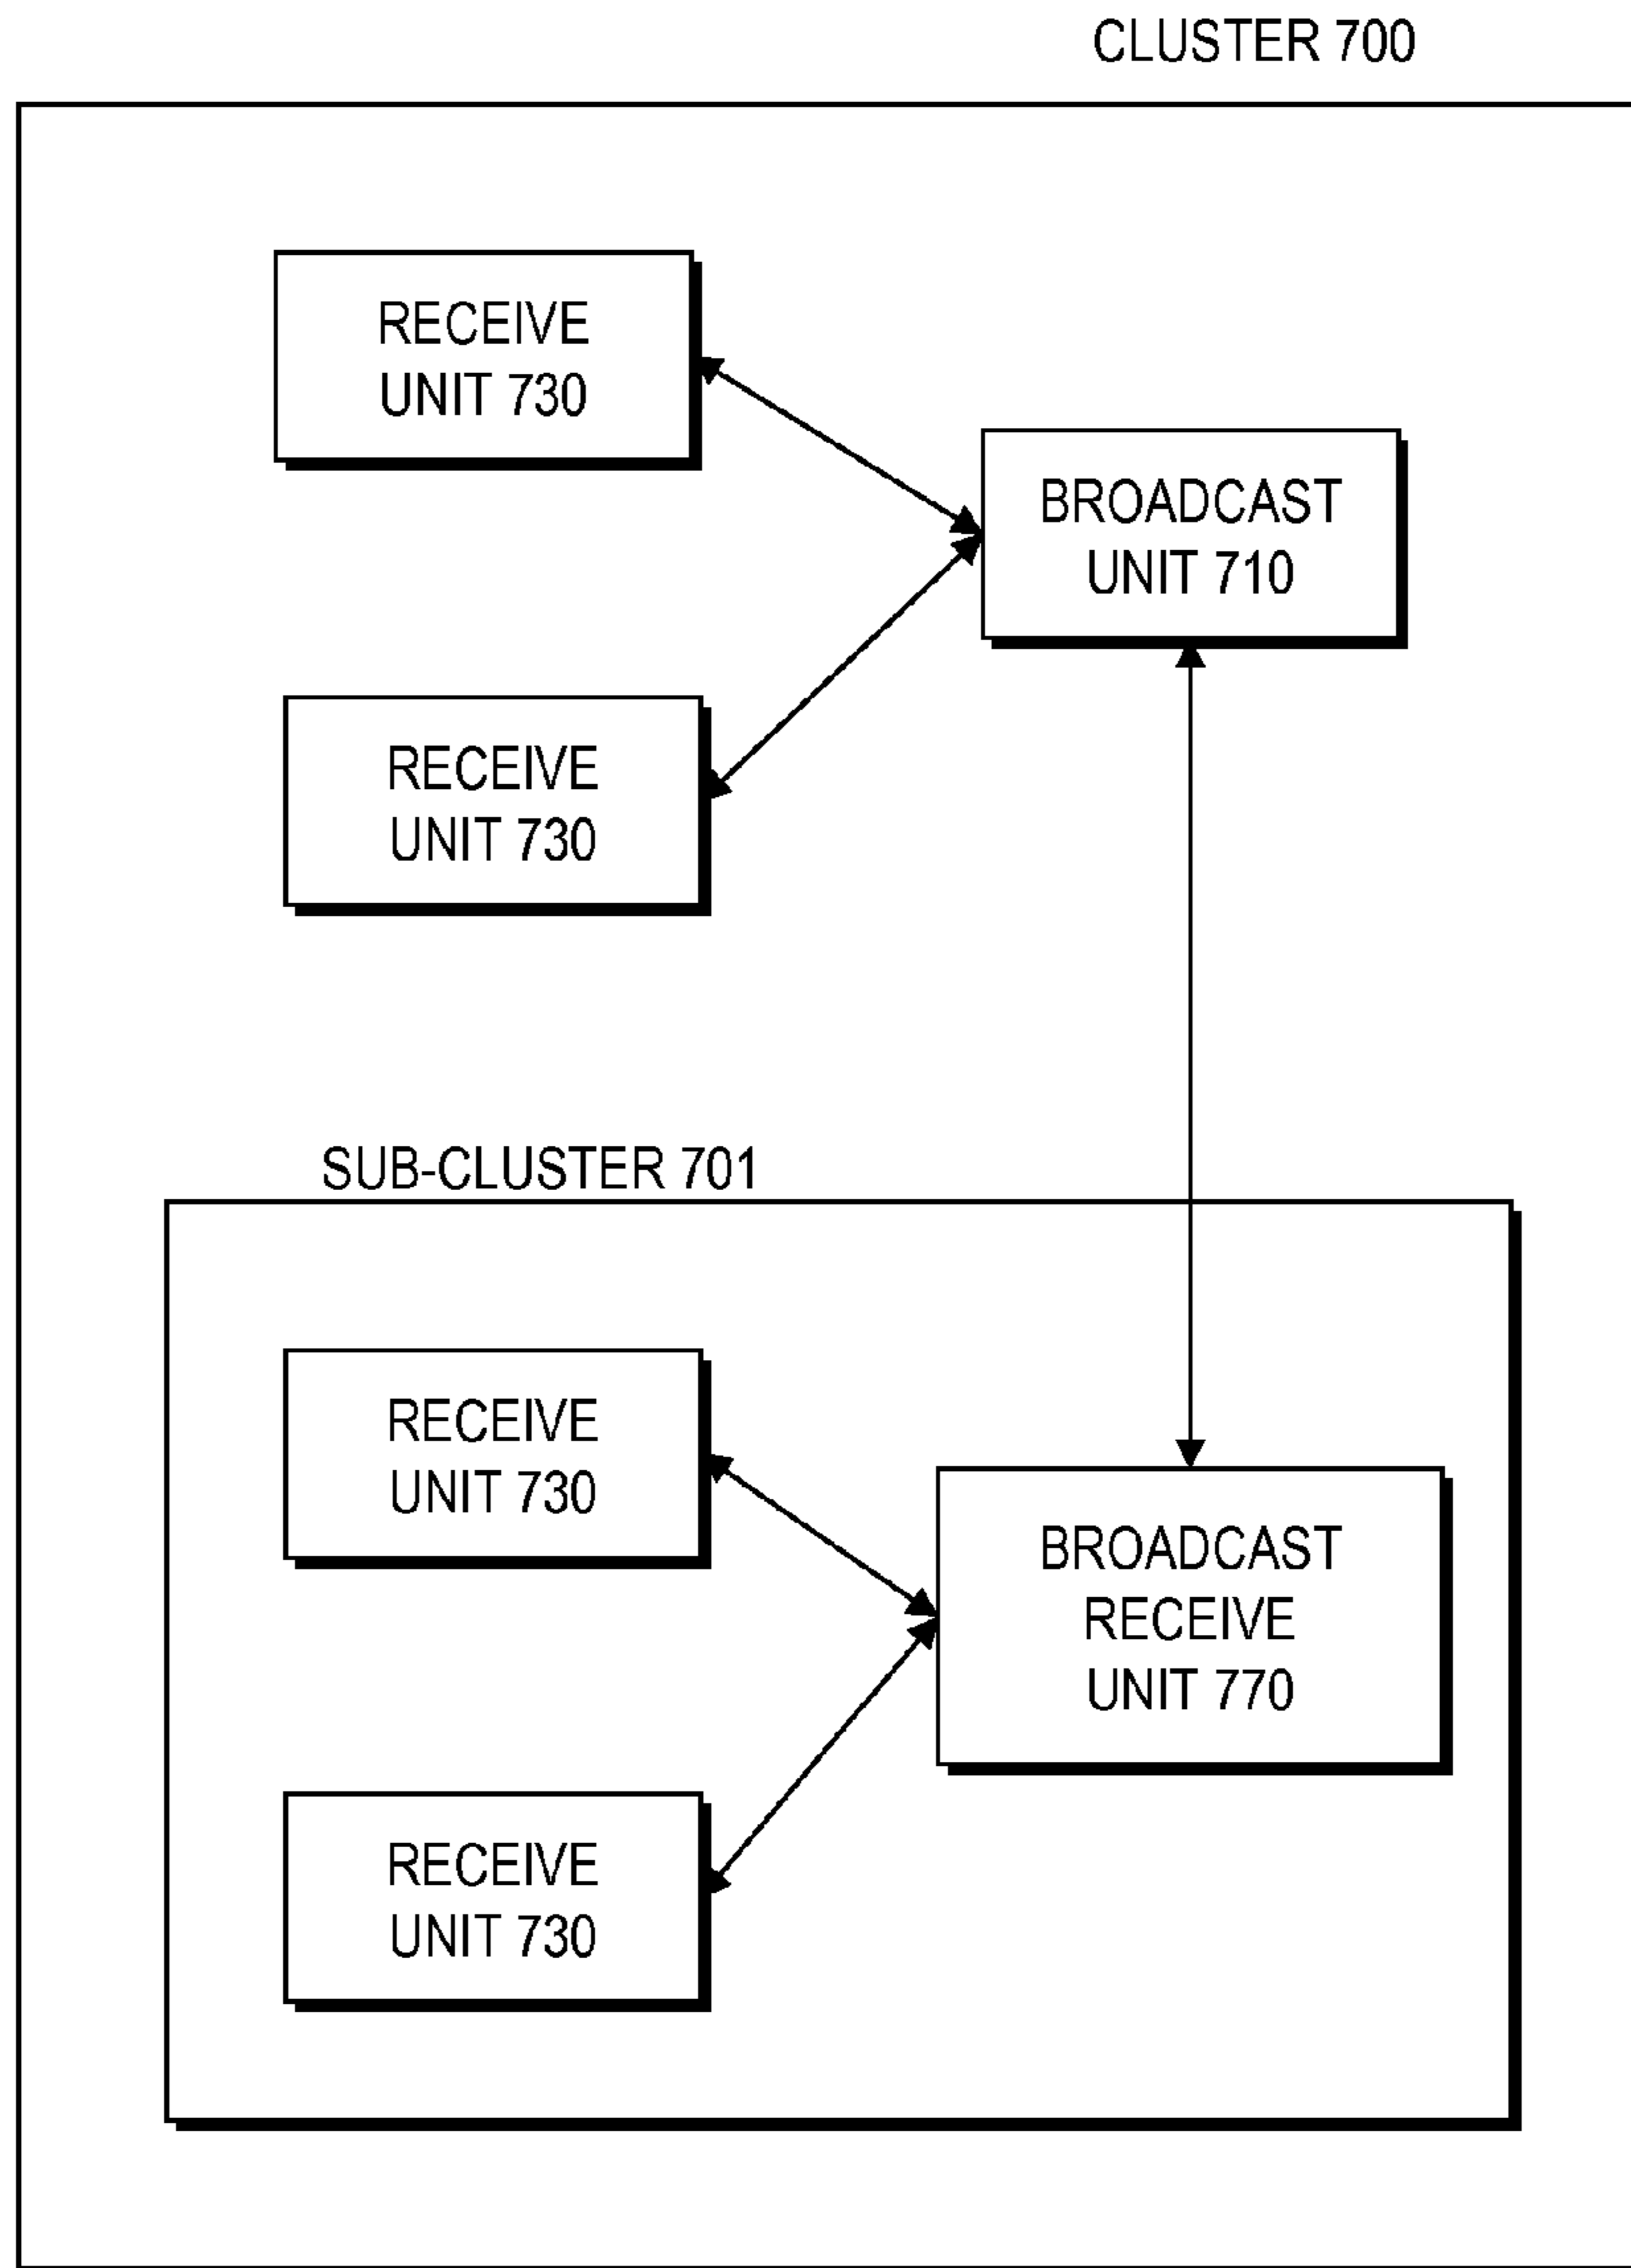 CLUSTER 700
RECEIVE
UNIT 730
BROADCAST
UNIT 710
RECEIVE
UNIT 730
SUB-CLUSTER 701
RECEIVE
UNIT 730
BROADCAST
RECEIVE
UNIT 770
RECEIVE
UNIT 730